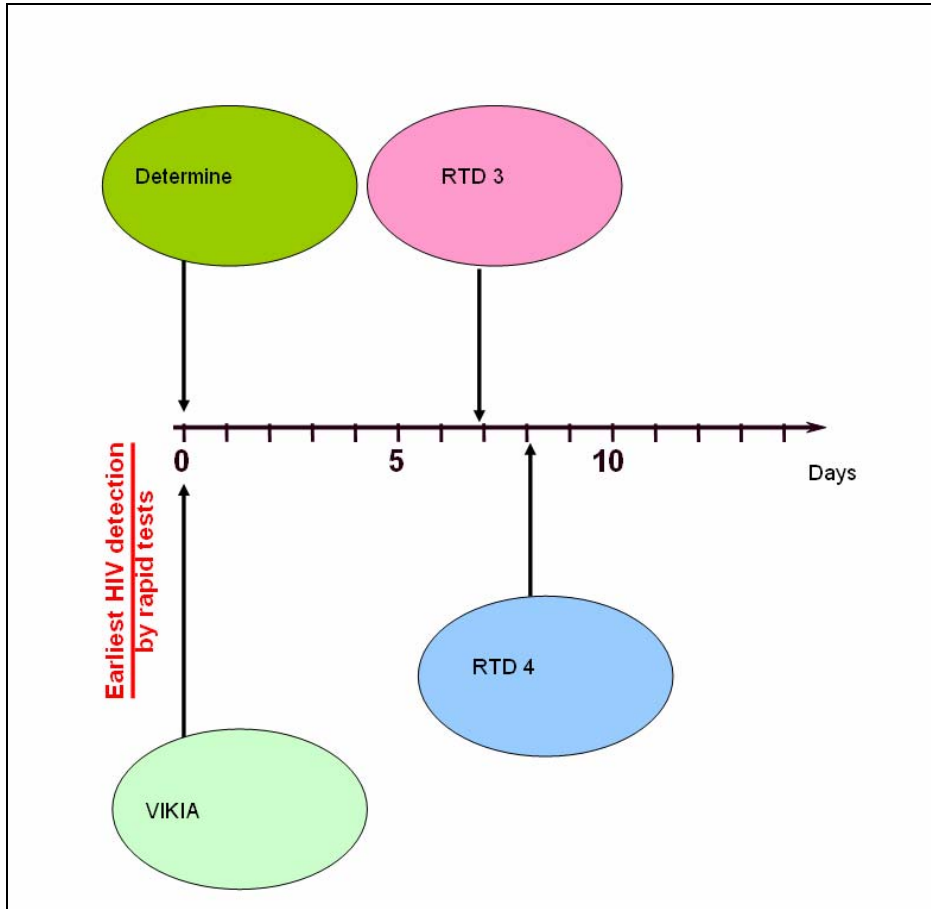 Determine
RTD 3
0
5
10
Days
Earliest HIV detection
by rapid tests
RTD 4
VIKIA